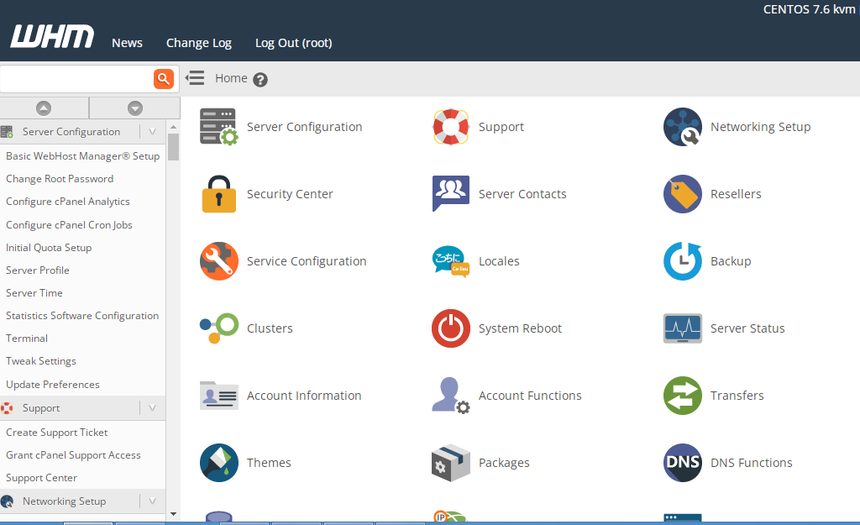 CENTOS 7.6 kvm
WHM
News
Change Log
Log Out (root)
Home
Server Configuration
Basic WebHost Manager® Setup
Change Root Password
Configure cPanel Analytics
Configure cPanel Cron Jobs
Initial Quota Setup
Server Profile
Server Time
Statistics Software Configuration
Terminal
Tweak Settings
Update Preferences
Support
Create Support Ticket
Grant cPanel Support Access
Support Center
Networking Setup
Server Configuration
Support
Networking Setup
Security Center
Server Contacts
Resellers
Service Configuration
こちに
Locales
Backup
Clusters
System Reboot
Server Status
Account Information
Account Functions
Transfers
Themes
Packages
DNS
DNS Functions
IP